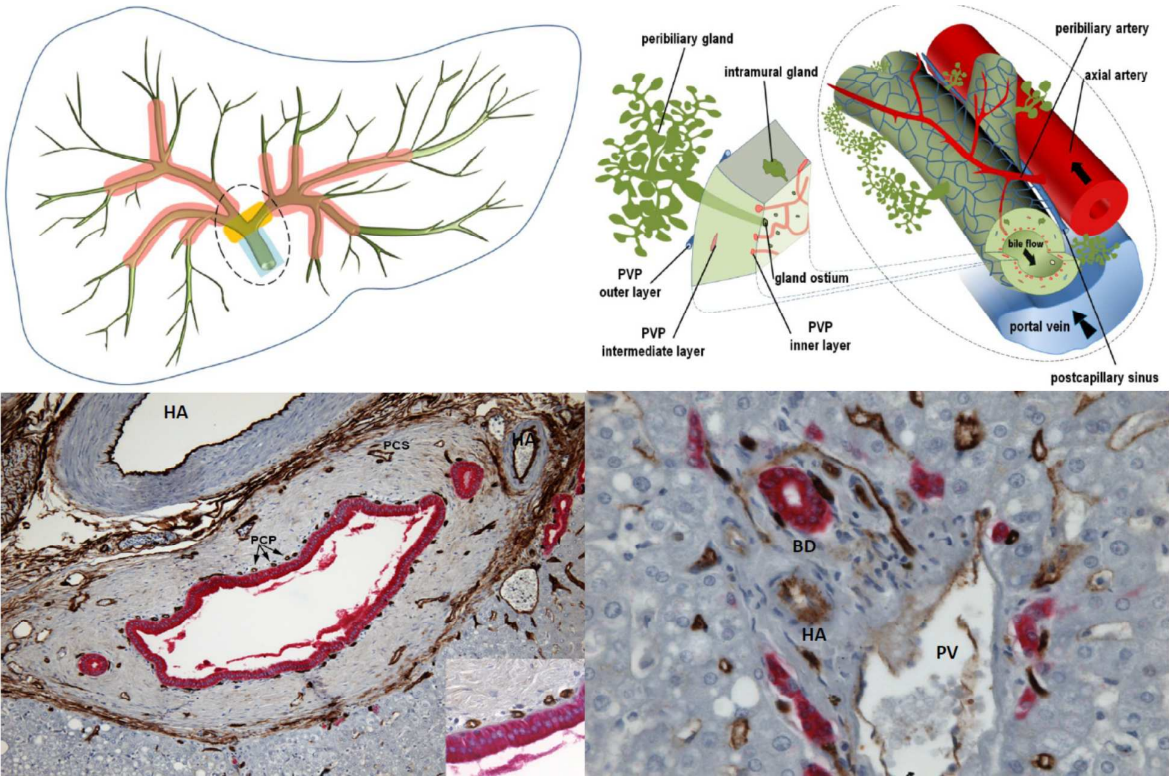 peribiliary gland
intramural gland
PVP
outer layer
PVP
intermediate layer
gland ostium
PVP
inner layer
peribiliary artery
axial artery
bile flow
portal vein
postcapillary sinus
HA
PCS
HA
PCP
BD
HA
PV